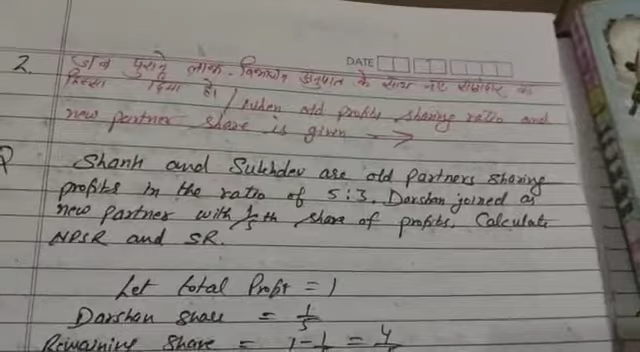 DATE
2. जब पुराने लाभ-विभाजन अनुपात के साथ नए साझेदार का
हिस्सा दिया हो। / when old profits sharing ratio and
new partner share is given →
Q Shanh and Sukhdev are old partners sharing
profits in the ratio of 5:3. Darshan joined as
new partner with 1/5th share of profits. Calculate
NPSR and SR.
Let total Profit = 1
Darshan share = 1/5
Remaining share = 1-1/5 = 4/5